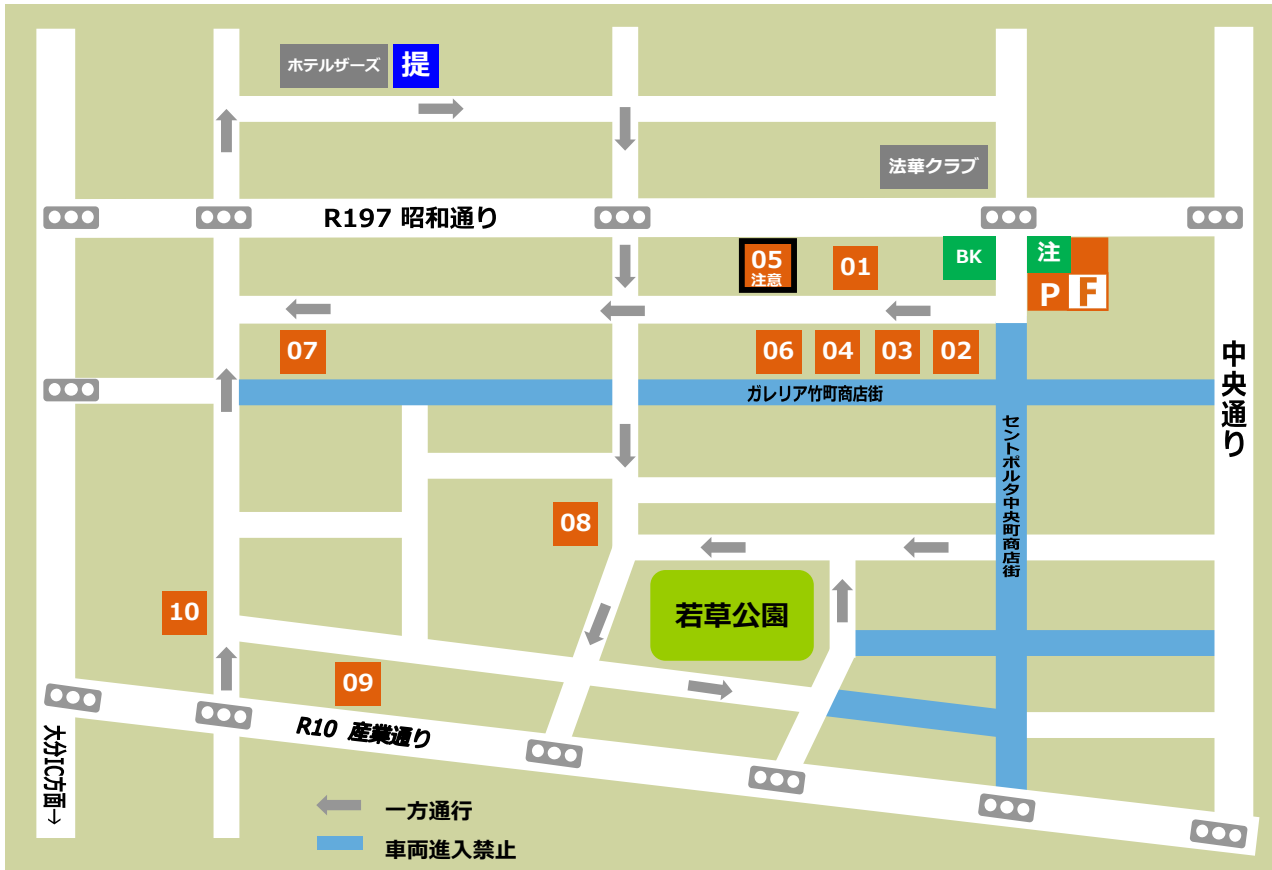 ホテルザーズ
提
法華クラブ
R197 昭和通り
05
注意
01
BK
注
P F
07
06
04
03
02
ガレリア竹町商店街
中央通り
セントポルタ中央町商店街
08
10
若草公園
09
R10 産業通り
大分IC方面→
一方通行
車両進入禁止